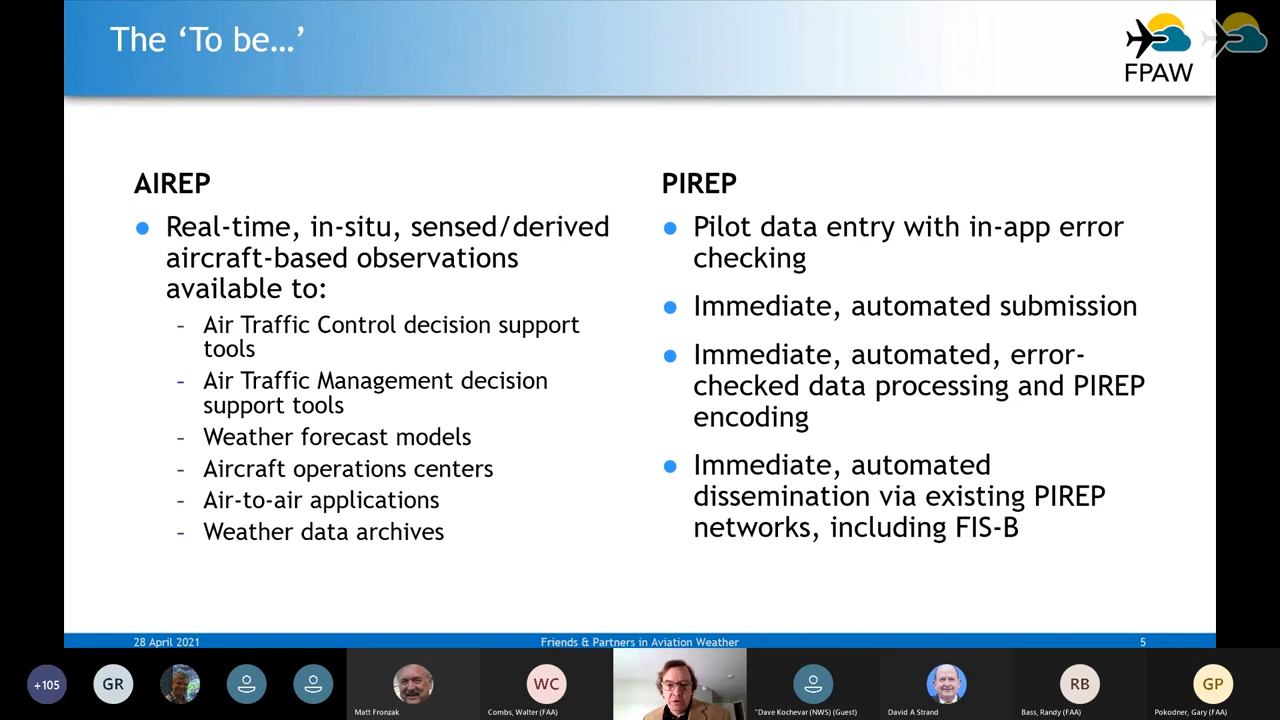 The ‘To be…’
FPAW
AIREP
Real-time, in-situ, sensed/derived
aircraft-based observations
available to:
- Air Traffic Control decision support
tools
- Air Traffic Management decision
support tools
- Weather forecast models
- Aircraft operations centers
- Air-to-air applications
- Weather data archives
PIREP
Pilot data entry with in-app error
checking
Immediate, automated submission
Immediate, automated, error-
checked data processing and PIREP
encoding
Immediate, automated
dissemination via existing PIREP
networks, including FIS-B
28 April 2021
Friends & Partners in Aviation Weather
5
+105
GR
Matt Fronzak
WC
Combs, Walter (FAA)
"Dave Kochevar (NWS) (Guest)
David A Strand
RB
Bass, Randy (FAA)
GP
Pokodner, Gary (FAA)